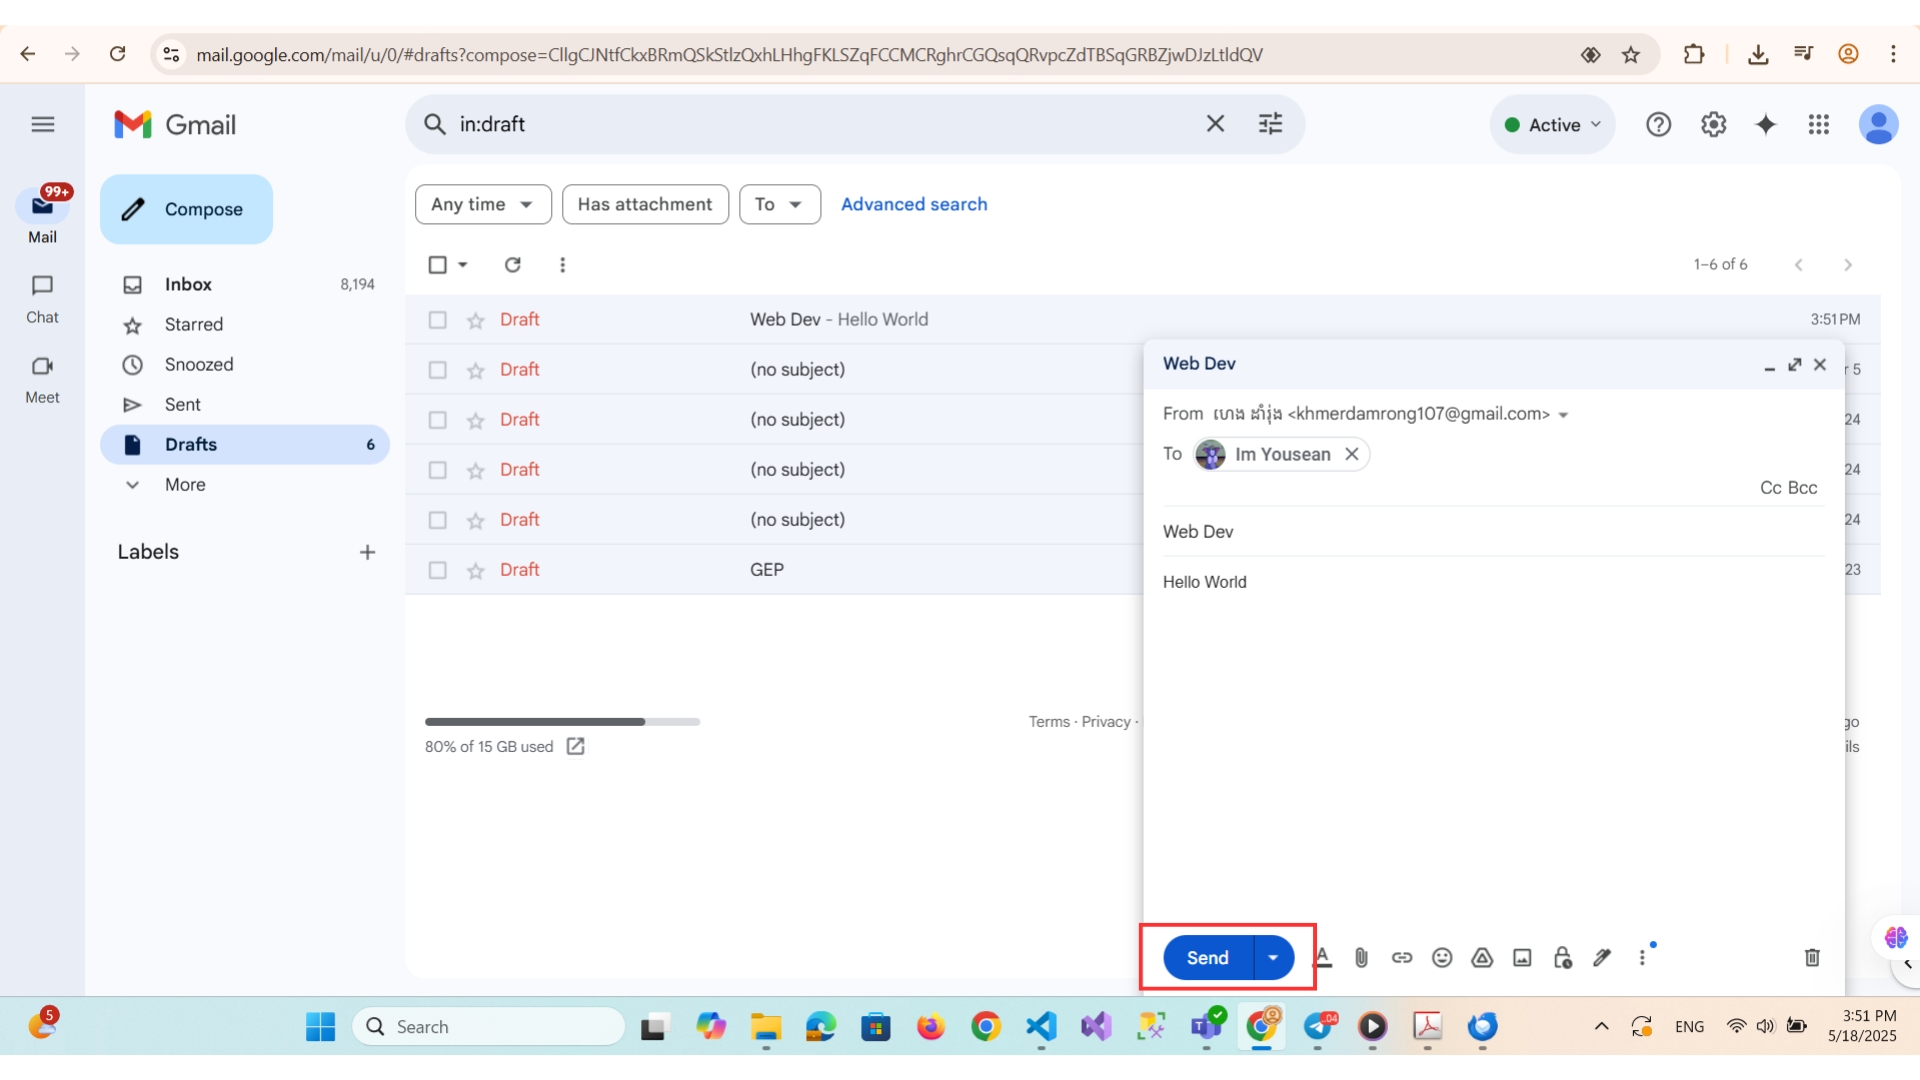 mail.google.com/mail/u/0/#drafts?compose=CllgCJNtfCkxBRmQSkStlzQxhLHhgFKLSZqFCCMCRghrCGQsqQRvpcZdTBSqGRBZjwDJzLtldQV
Gmail
in:draft
Active
99+
Mail
Chat
Meet
Compose
Inbox 8,194
Starred
Snoozed
Sent
Drafts 6
More
Labels
Any time
Has attachment
To
Advanced search
1–6 of 6
Draft Web Dev - Hello World 3:51 PM
Draft (no subject)
Draft (no subject) 24
Draft (no subject) 24
Draft (no subject) 24
Draft GEP 23
80% of 15 GB used
Terms · Privacy ·
Web Dev
From ហេង ដាំរ៉ុង <khmerdamrong107@gmail.com>
To Im Yousean
Cc Bcc
Web Dev
Hello World
Send
5
Search
04
ENG
3:51 PM
5/18/2025